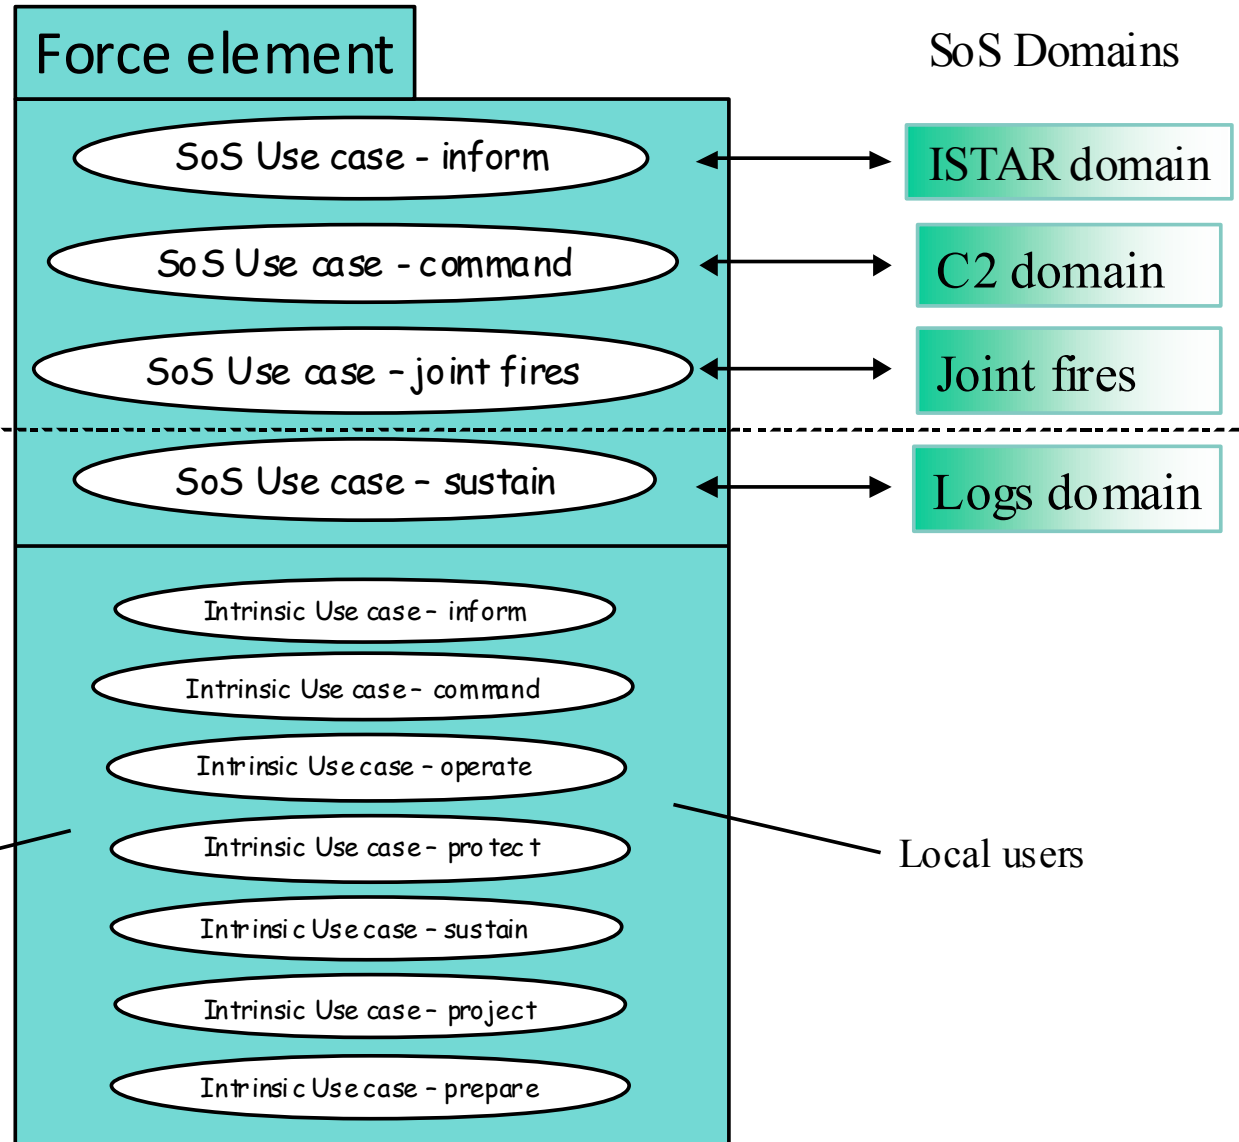 Force element
SoS Domains
SoS Use case - inform
ISTAR domain
SoS Use case - command
C2 domain
SoS Use case - joint fires
Joint fires
SoS Use case - sustain
Logs domain
Intrinsic Use case - inform
Intrinsic Use case - command
Intrinsic Use case - operate
Intrinsic Use case - protect
Local users
Intrinsic Use case - sustain
Intrinsic Use case - project
Intrinsic Use case - prepare